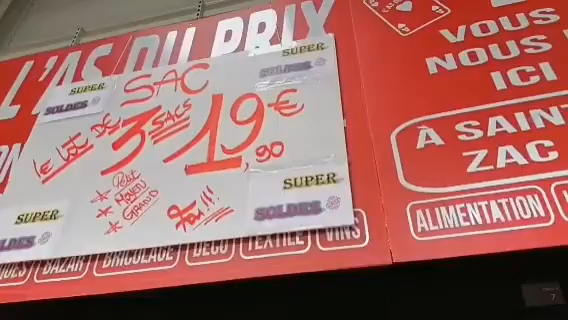 L'AS DU PRIX
SUPER
SOLDES
SUPER
SOLDES
SAC
LE LOT DE 3 SACS 19€,90
* Petit
* MOYEN
* GRAND
SUPER
SOLDES
SUPER
SOLDES
BAZAR
BRICOLAGE
DÉCO
TEXTILE
VINS
VOUS
NOUS
ICI
À SAINT
ZAC
ALIMENTATION